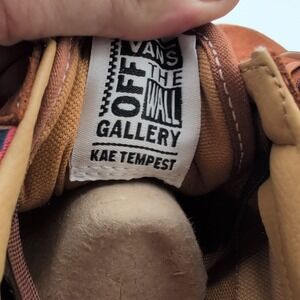 VANS
OFF THE WALL
GALLERY
KAE TEMPEST